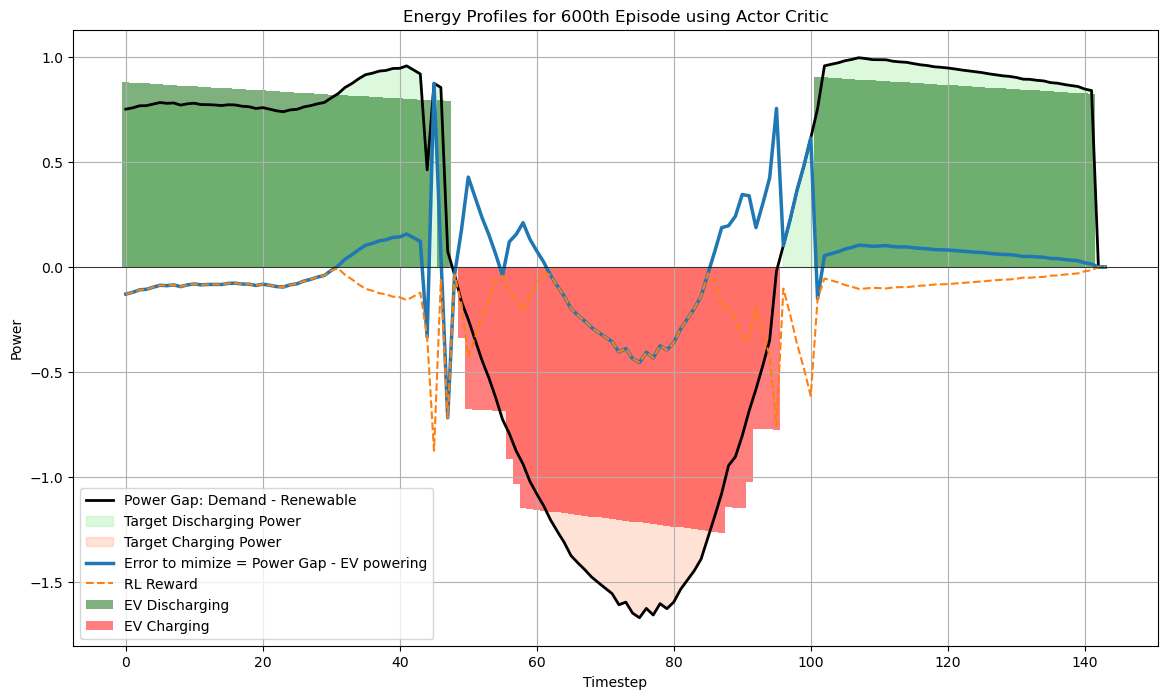 Energy Profiles for 600th Episode using Actor Critic
1.0
0.5
0.0
−0.5
−1.0
−1.5
Power
Power Gap: Demand - Renewable
Target Discharging Power
Target Charging Power
Error to mimize = Power Gap - EV powering
RL Reward
EV Discharging
EV Charging
0 20 40 60 80 100 120 140
Timestep